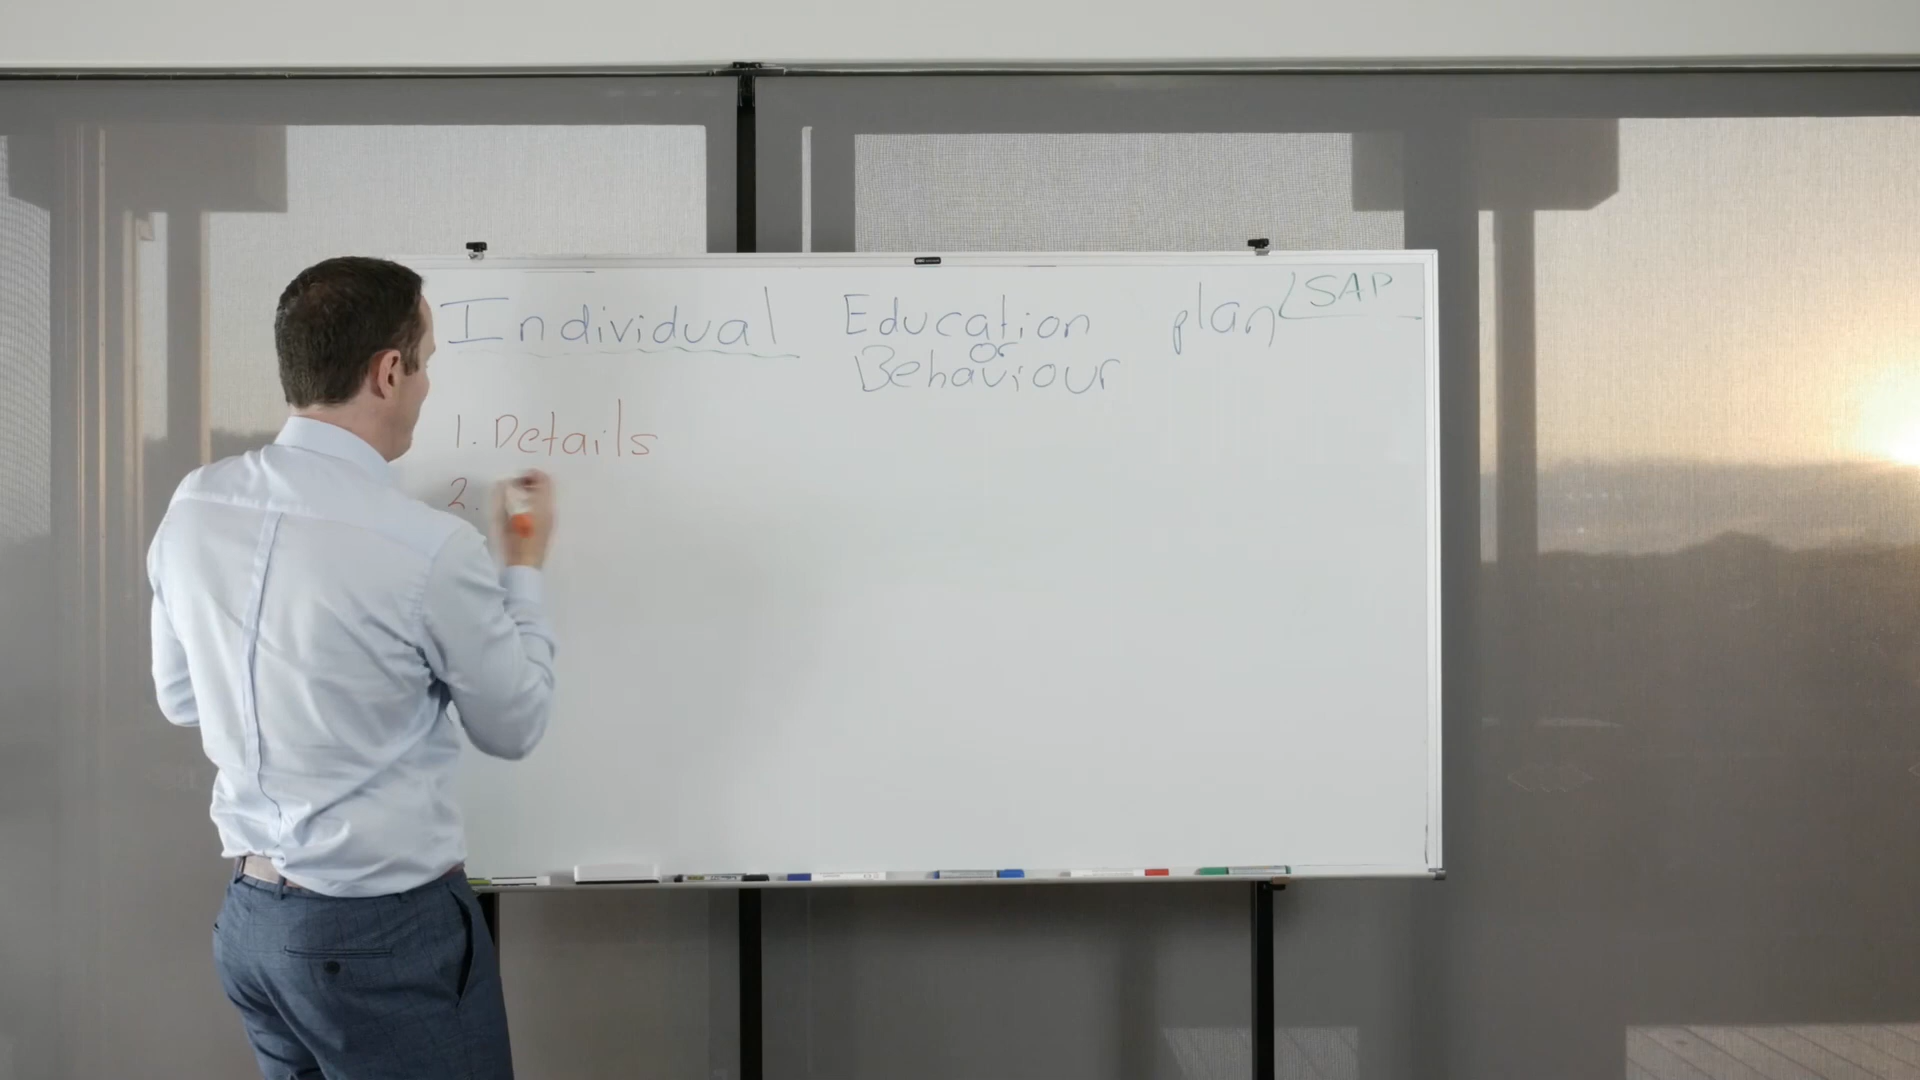 Individual Education plan SAP
or
Behaviour
1. Details
2.